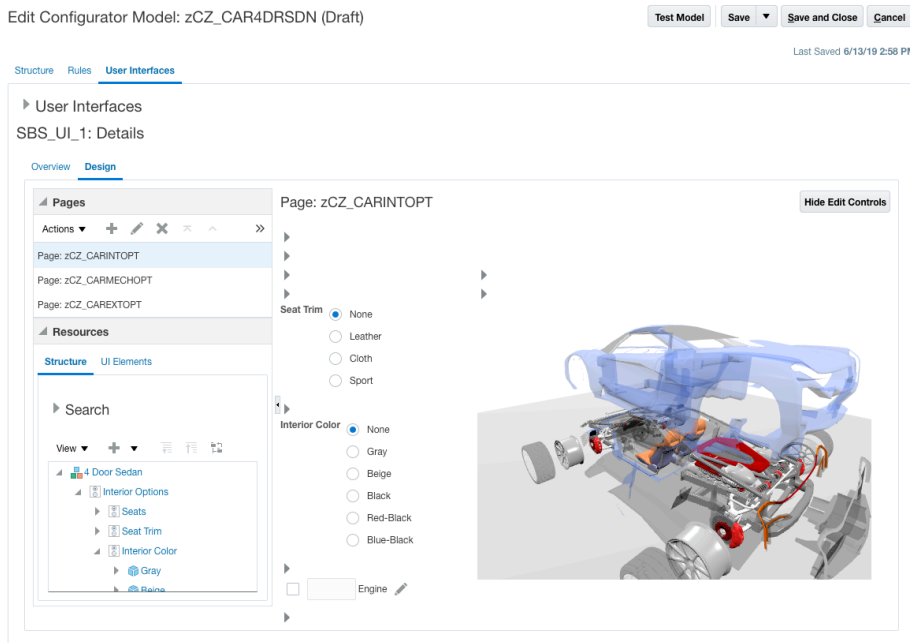 Edit Configurator Model: zCZ_CAR4DRSDN (Draft)
Test Model
Save
Save and Close
Cancel
Last Saved 6/13/19 2:58 PM
Structure Rules User Interfaces
User Interfaces
SBS_UI_1: Details
Overview Design
Pages
Actions
Page: zCZ_CARINTOPT
Page: zCZ_CARMECHOPT
Page: zCZ_CAREXTOPT
Resources
Structure UI Elements
Search
View
4 Door Sedan
Interior Options
Seats
Seat Trim
Interior Color
Gray
Beige
Page: zCZ_CARINTOPT
Hide Edit Controls
Seat Trim
None
Leather
Cloth
Sport
Interior Color
None
Gray
Beige
Black
Red-Black
Blue-Black
Engine